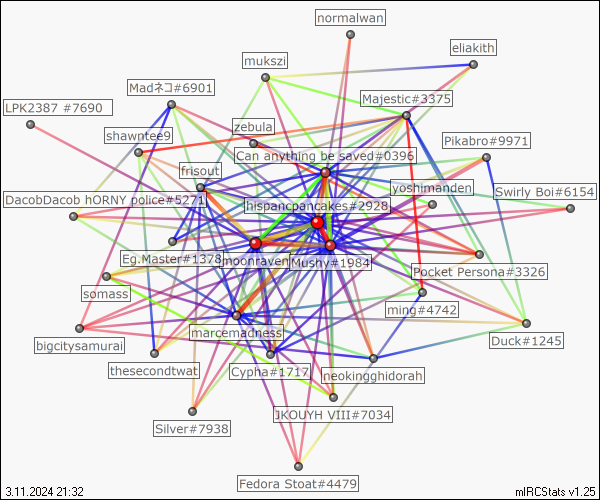 normalwan
eliakith
mukszi
Madネコ#6901
Majestic#3375
LPK2387 #7690
shawntee9
zebula
Pikabro#9971
Can anything be saved#0396
frisout
yoshimanden
Swirly Boi#6154
DacobDacob hORNY police#5271
hispancpancakes#2928
Eg.Master#1378
moonraven
Mushy#1984
Pocket Persona#3326
somass
ming#4742
marcemadness
bigcitysamurai
Duck#1245
thesecondtwat
Cypha#1717
neokingghidorah
JKOUYH VIII#7034
Silver#7938
Fedora Stoat#4479
3.11.2024 21:32
mIRCStats v1.25